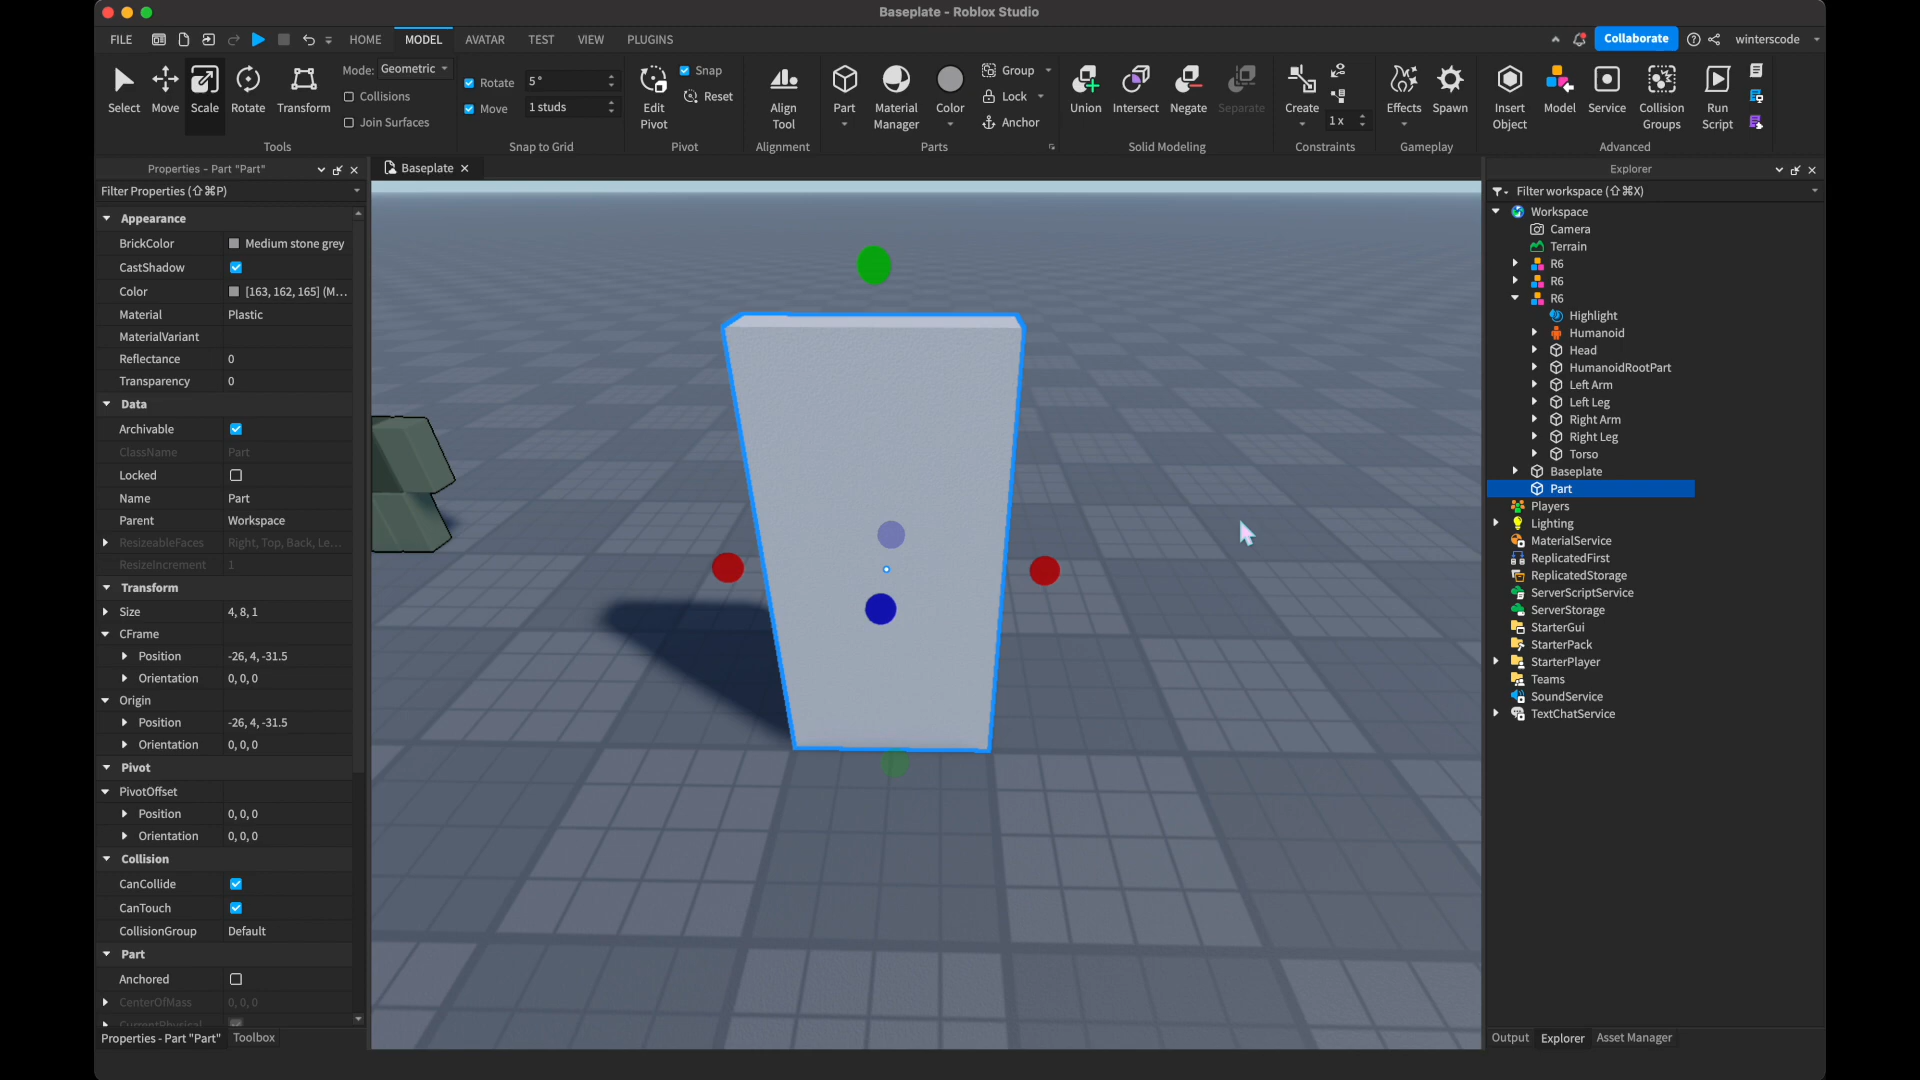 Baseplate - Roblox Studio
FILE HOME MODEL AVATAR TEST VIEW PLUGINS Collaborate winterscode
Select Move Scale Rotate Transform
Mode: Geometric
Collisions
Join Surfaces
Tools
Rotate 5 °
Move 1 studs
Snap to Grid
Edit Pivot
Snap
Reset
Pivot
Align Tool
Alignment
Part Material Manager Color
Group
Lock
Anchor
Parts
Union Intersect Negate Separate
Solid Modeling
Create
1 x
Constraints
Effects Spawn
Gameplay
Insert Object Model Service Collision Groups Run Script
Advanced
Properties - Part "Part"
Filter Properties (⇧⌘P)
Appearance
BrickColor Medium stone grey
CastShadow
Color [163, 162, 165] (M...
Material Plastic
MaterialVariant
Reflectance 0
Transparency 0
Data
Archivable
ClassName Part
Locked
Name Part
Parent Workspace
ResizeableFaces Right, Top, Back, Le...
ResizeIncrement 1
Transform
Size 4, 8, 1
CFrame
Position -26, 4, -31.5
Orientation 0, 0, 0
Origin
Position -26, 4, -31.5
Orientation 0, 0, 0
Pivot
PivotOffset
Position 0, 0, 0
Orientation 0, 0, 0
Collision
CanCollide
CanTouch
CollisionGroup Default
Part
Anchored
CenterOfMass 0, 0, 0
Properties - Part "Part" Toolbox
Baseplate
Explorer
Filter workspace (⇧⌘X)
Workspace
Camera
Terrain
R6
R6
R6
Highlight
Humanoid
Head
HumanoidRootPart
Left Arm
Left Leg
Right Arm
Right Leg
Torso
Baseplate
Part
Players
Lighting
MaterialService
ReplicatedFirst
ReplicatedStorage
ServerScriptService
ServerStorage
StarterGui
StarterPack
StarterPlayer
Teams
SoundService
TextChatService
Output Explorer Asset Manager